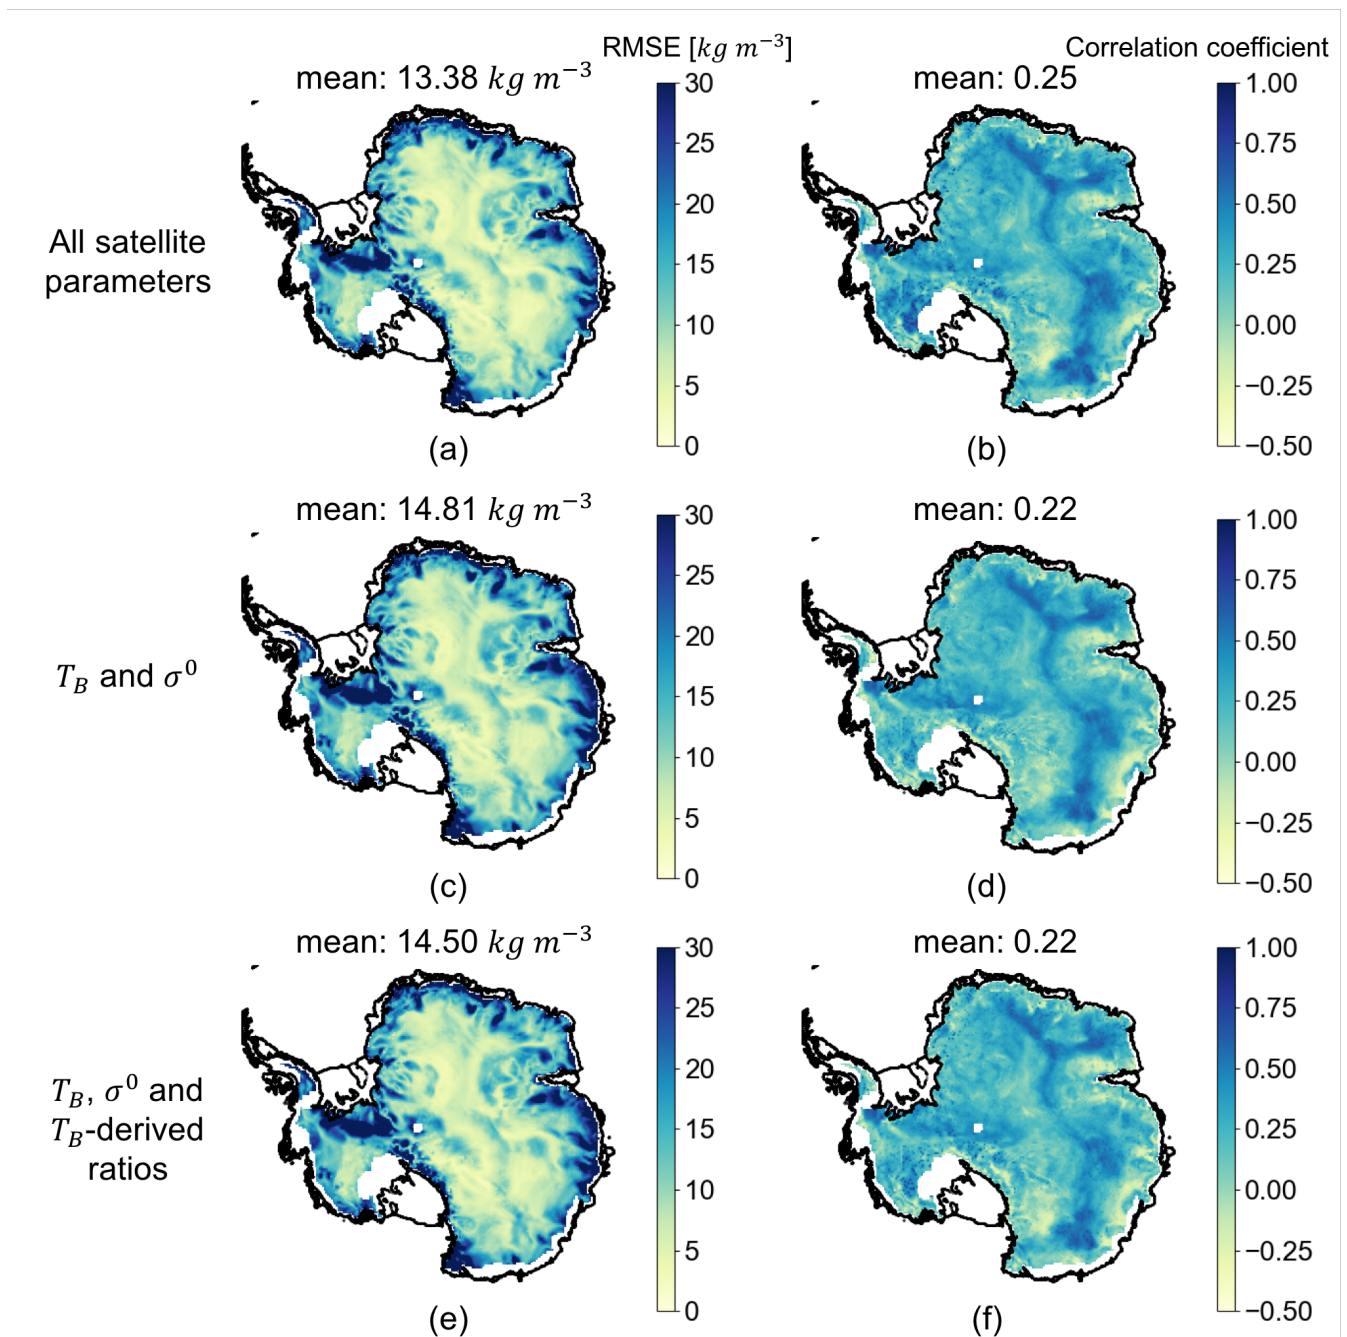 RMSE [kg m⁻³]
Correlation coefficient
mean: 13.38 kg m⁻³
mean: 0.25
All satellite
parameters
30
25
20
15
10
5
0
1.00
0.75
0.50
0.25
0.00
−0.25
−0.50
(a)
(b)
mean: 14.81 kg m⁻³
mean: 0.22
T_B and σ⁰
30
25
20
15
10
5
0
1.00
0.75
0.50
0.25
0.00
−0.25
−0.50
(c)
(d)
mean: 14.50 kg m⁻³
mean: 0.22
T_B, σ⁰ and
T_B-derived
ratios
30
25
20
15
10
5
0
1.00
0.75
0.50
0.25
0.00
−0.25
−0.50
(e)
(f)